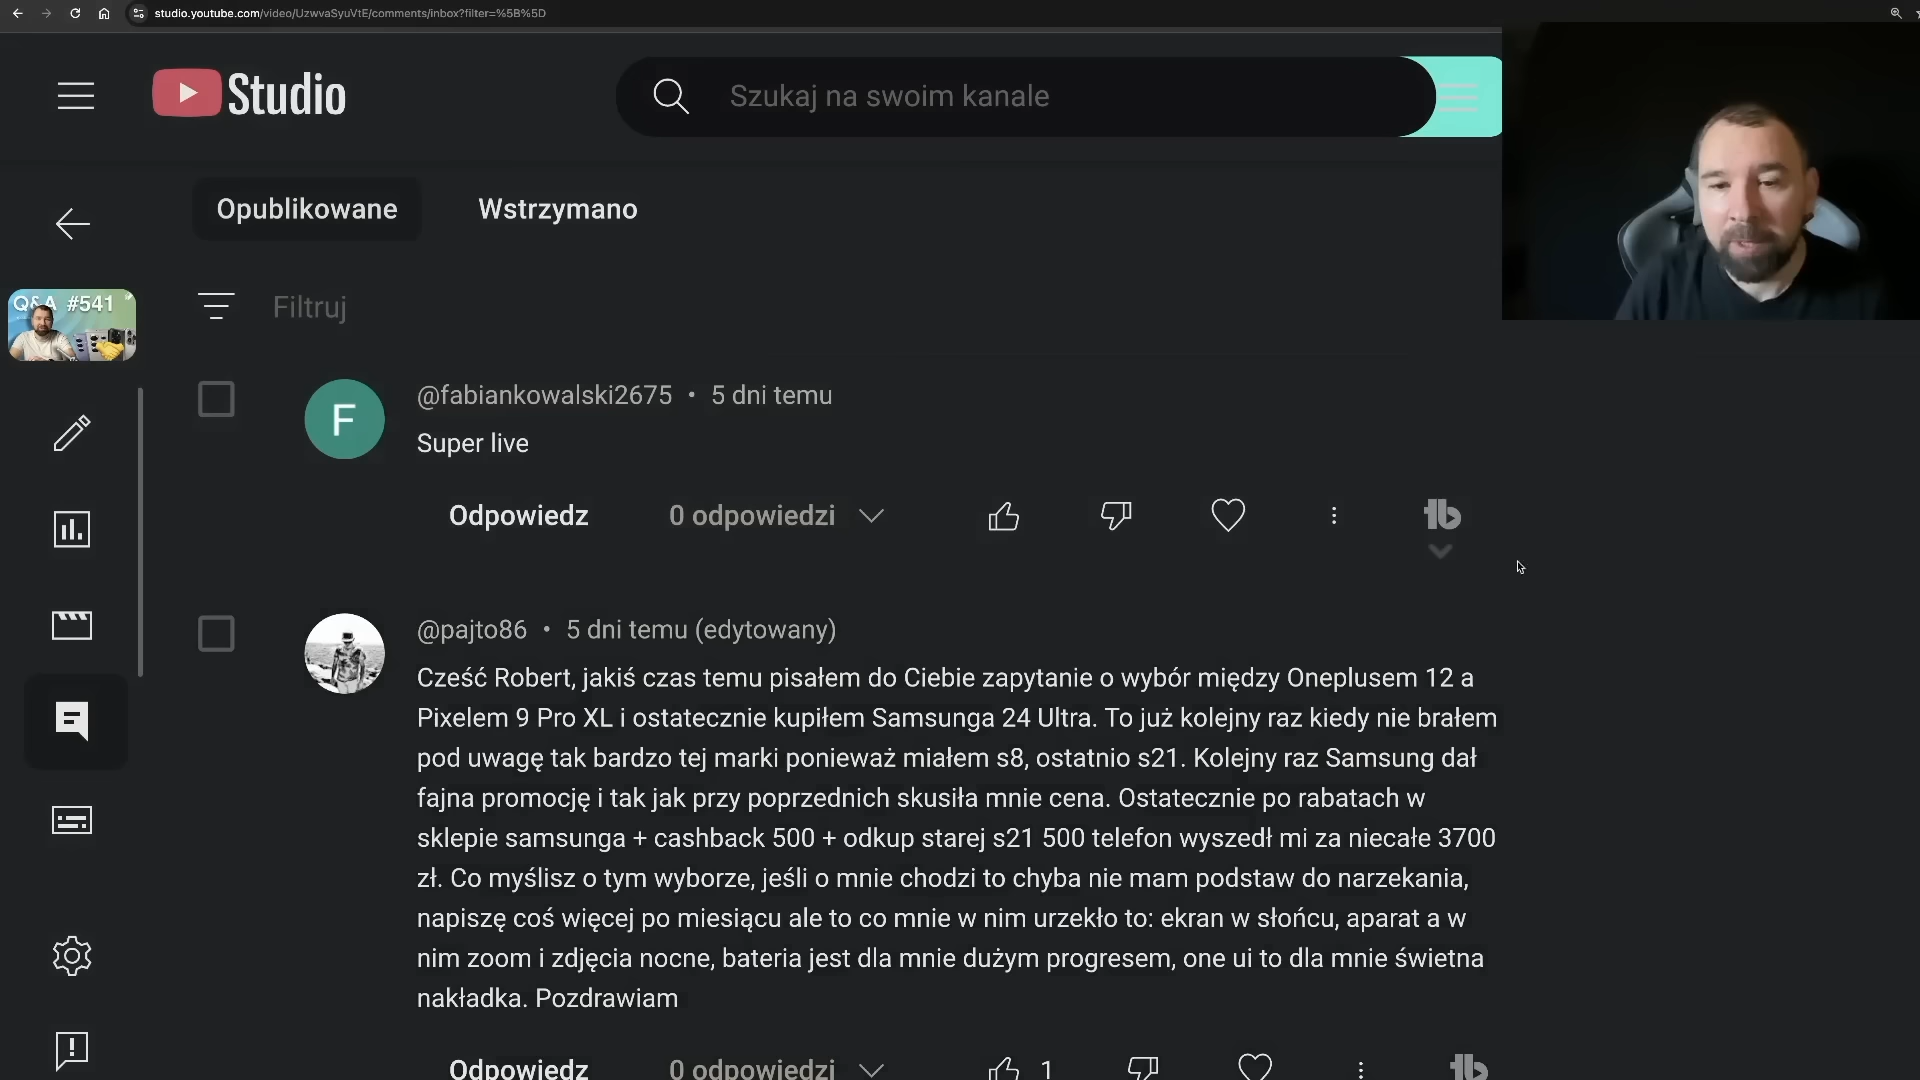 studio.youtube.com/video/UzwvaSyuVtE/comments/inbox?filter=%5B%5D
Studio
Szukaj na swoim kanale
Opublikowane
Wstrzymano
Q&A #541
Filtruj
@fabiankowalski2675 • 5 dni temu
F
Super live
Odpowiedz
0 odpowiedzi
@pajto86 • 5 dni temu (edytowany)
Cześć Robert, jakiś czas temu pisałem do Ciebie zapytanie o wybór między Oneplusem 12 a
Pixelem 9 Pro XL i ostatecznie kupiłem Samsunga 24 Ultra. To już kolejny raz kiedy nie brałem
pod uwagę tak bardzo tej marki ponieważ miałem s8, ostatnio s21. Kolejny raz Samsung dał
fajna promocję i tak jak przy poprzednich skusiła mnie cena. Ostatecznie po rabatach w
sklepie samsunga + cashback 500 + odkup starej s21 500 telefon wyszedł mi za niecałe 3700
zł. Co myślisz o tym wyborze, jeśli o mnie chodzi to chyba nie mam podstaw do narzekania,
napiszę coś więcej po miesiącu ale to co mnie w nim urzekło to: ekran w słońcu, aparat a w
nim zoom i zdjęcia nocne, bateria jest dla mnie dużym progresem, one ui to dla mnie świetna
nakładka. Pozdrawiam
Odpowiedz
0 odpowiedzi
1